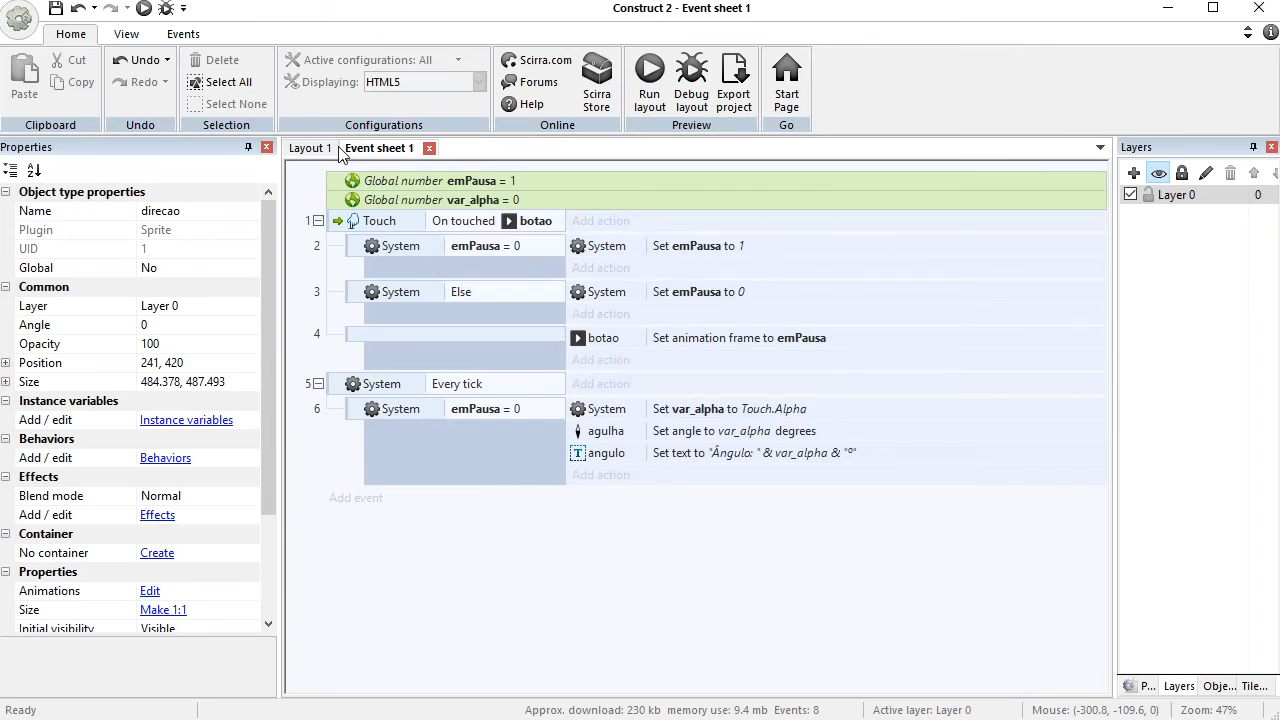 Construct 2 - Event sheet 1
Home View Events
Paste Cut Copy
Clipboard
Undo Redo
Undo
Delete
Select All
Select None
Selection
Active configurations: All
Displaying: HTML5
Configurations
Scirra.com
Forums
Help
Scirra Store
Online
Run layout Debug layout Export project
Preview
Start Page
Go
Properties
Object type properties
Name direcao
Plugin Sprite
UID 1
Global No
Common
Layer Layer 0
Angle 0
Opacity 100
Position 241, 420
Size 484.378, 487.493
Instance variables
Add / edit Instance variables
Behaviors
Add / edit Behaviors
Effects
Blend mode Normal
Add / edit Effects
Container
No container Create
Properties
Animations Edit
Size Make 1:1
Initial visibility Visible
Layout 1 Event sheet 1
Global number emPausa = 1
Global number var_alpha = 0
1 Touch On touched botao Add action
2 System emPausa = 0 System Set emPausa to 1
Add action
3 System Else System Set emPausa to 0
Add action
4 botao Set animation frame to emPausa
Add action
5 System Every tick Add action
6 System emPausa = 0 System Set var_alpha to Touch.Alpha
agulha Set angle to var_alpha degrees
T angulo Set text to "Ângulo: " & var_alpha & "º"
Add action
Add event
Layers
Layer 0 0
P... Layers Obje... Tile...
Ready Approx. download: 230 kb memory use: 9.4 mb Events: 8 Active layer: Layer 0 Mouse: (-300.8, -109.6, 0) Zoom: 47%